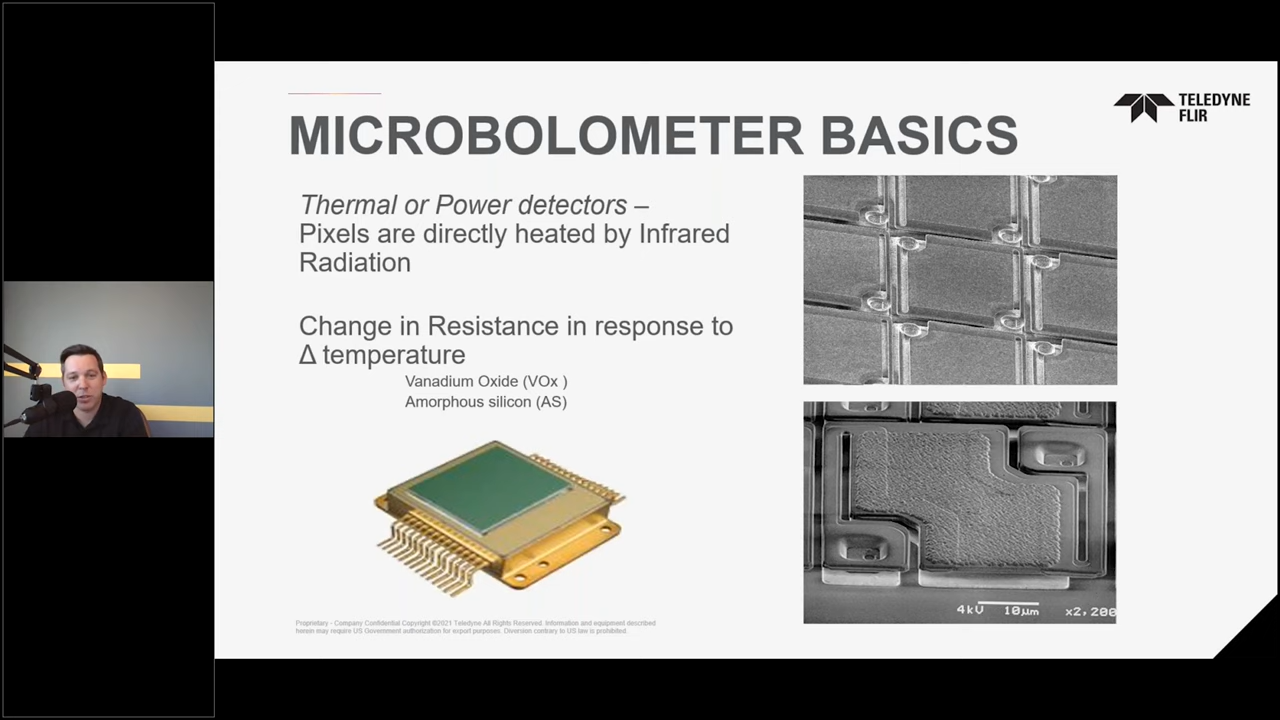 MICROBOLOMETER BASICS
TELEDYNE
FLIR
Thermal or Power detectors –
Pixels are directly heated by Infrared
Radiation
Change in Resistance in response to
Δ temperature
Vanadium Oxide (VOx )
Amorphous silicon (AS)
4kV 10μm x2,200
Proprietary - Company Confidential Copyright ©2021 Teledyne All Rights Reserved. Information and equipment described
herein may require US Government authorization for export purposes. Diversion contrary to US law is prohibited.